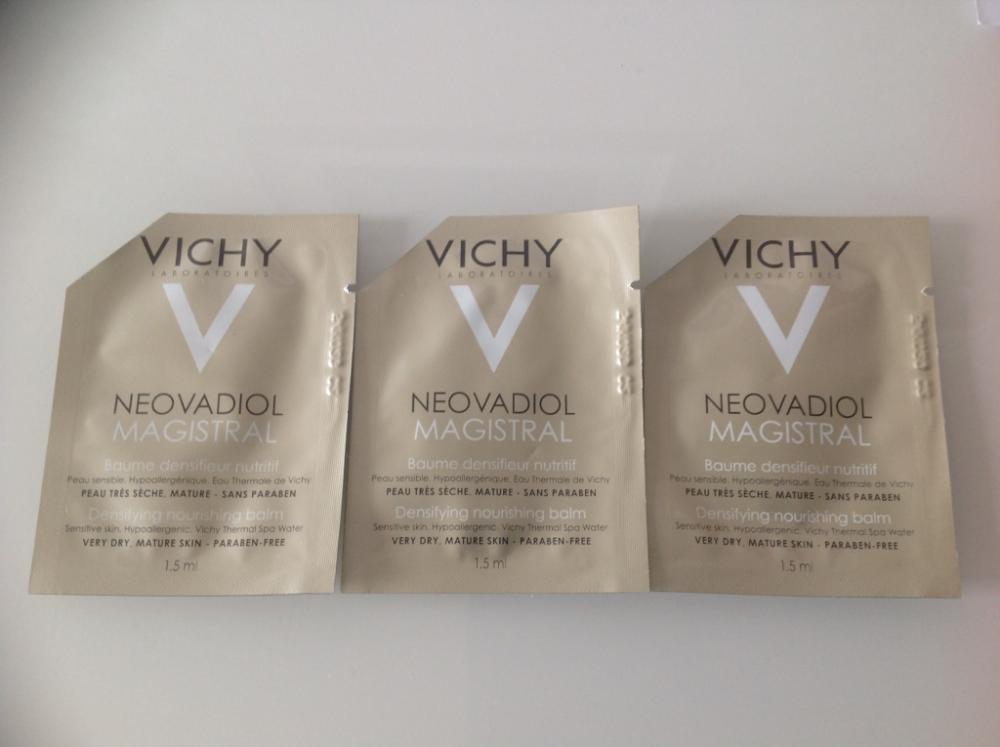 VICHY
LABORATOIRES
V
NEOVADIOL
MAGISTRAL
Baume densifieur nutritif
Peau sensible. Hypoallergénique. Eau Thermale de Vichy
PEAU TRÈS SÈCHE, MATURE - SANS PARABEN
Densifying nourishing balm
Sensitive skin. Hypoallergenic. Vichy Thermal Spa Water
VERY DRY, MATURE SKIN - PARABEN-FREE
1.5 ml
VICHY
LABORATOIRES
V
NEOVADIOL
MAGISTRAL
Baume densifieur nutritif
Peau sensible. Hypoallergénique. Eau Thermale de Vichy
PEAU TRÈS SÈCHE, MATURE - SANS PARABEN
Densifying nourishing balm
Sensitive skin. Hypoallergenic. Vichy Thermal Spa Water
VERY DRY, MATURE SKIN - PARABEN-FREE
1.5 ml
VICHY
LABORATOIRES
V
NEOVADIOL
MAGISTRAL
Baume densifieur nutritif
Peau sensible. Hypoallergénique. Eau Thermale de Vichy
PEAU TRÈS SÈCHE, MATURE - SANS PARABEN
Densifying nourishing balm
Sensitive skin. Hypoallergenic. Vichy Thermal Spa Water
VERY DRY, MATURE SKIN - PARABEN-FREE
1.5 ml